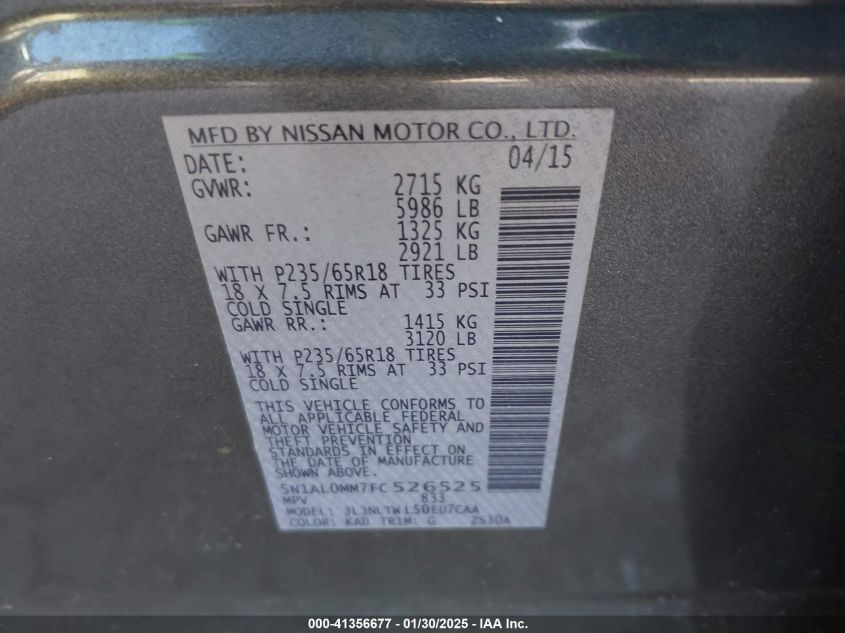 MFD BY NISSAN MOTOR CO., LTD.
DATE: 04/15
GVWR: 2715 KG
5986 LB
GAWR FR.: 1325 KG
2921 LB
WITH P235/65R18 TIRES
18 X 7.5 RIMS AT 33 PSI
COLD SINGLE
GAWR RR.: 1415 KG
3120 LB
WITH P235/65R18 TIRES
18 X 7.5 RIMS AT 33 PSI
COLD SINGLE
THIS VEHICLE CONFORMS TO
ALL APPLICABLE FEDERAL
MOTOR VEHICLE SAFETY AND
THEFT PREVENTION
STANDARDS IN EFFECT ON
THE DATE OF MANUFACTURE
SHOWN ABOVE.
5N1AL0MM7FC526525
MPV 833
MODEL: JLJNLTWL50EU7CAA
COLOR: KAD TRIM: G 2S30A
000-41356677 - 01/30/2025 - IAA Inc.